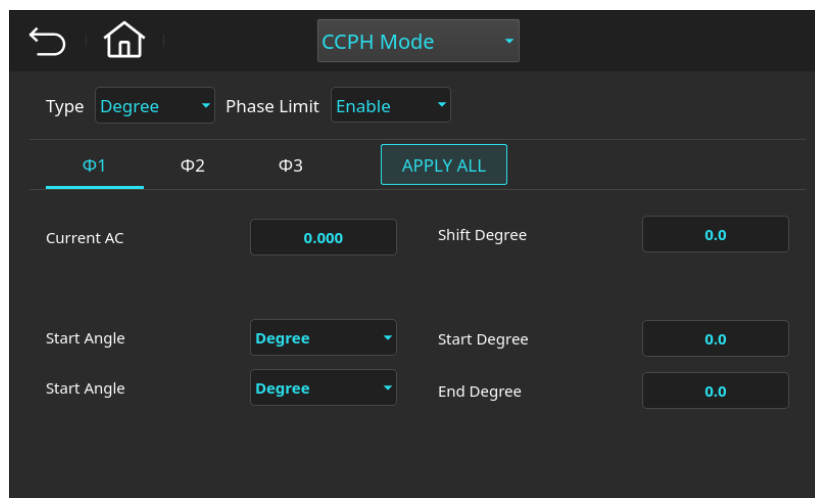 CCPH Mode
Type Degree Phase Limit Enable
Φ1 Φ2 Φ3 APPLY ALL
Current AC 0.000 Shift Degree 0.0
Start Angle Degree Start Degree 0.0
Start Angle Degree End Degree 0.0